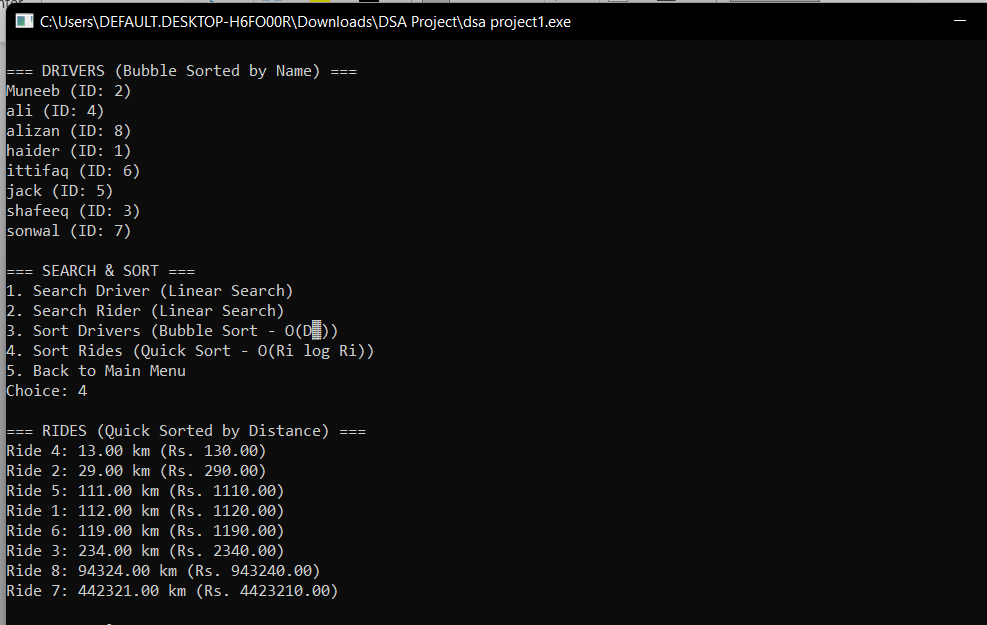 C:\Users\DEFAULT.DESKTOP-H6FO00R\Downloads\DSA Project\dsa project1.exe
=== DRIVERS (Bubble Sorted by Name) ===
Muneeb (ID: 2)
ali (ID: 4)
alizan (ID: 8)
haider (ID: 1)
ittifaq (ID: 6)
jack (ID: 5)
shafeeq (ID: 3)
sonwal (ID: 7)
=== SEARCH & SORT ===
1. Search Driver (Linear Search)
2. Search Rider (Linear Search)
3. Sort Drivers (Bubble Sort - O(D▓))
4. Sort Rides (Quick Sort - O(Ri log Ri))
5. Back to Main Menu
Choice: 4
=== RIDES (Quick Sorted by Distance) ===
Ride 4: 13.00 km (Rs. 130.00)
Ride 2: 29.00 km (Rs. 290.00)
Ride 5: 111.00 km (Rs. 1110.00)
Ride 1: 112.00 km (Rs. 1120.00)
Ride 6: 119.00 km (Rs. 1190.00)
Ride 3: 234.00 km (Rs. 2340.00)
Ride 8: 94324.00 km (Rs. 943240.00)
Ride 7: 442321.00 km (Rs. 4423210.00)